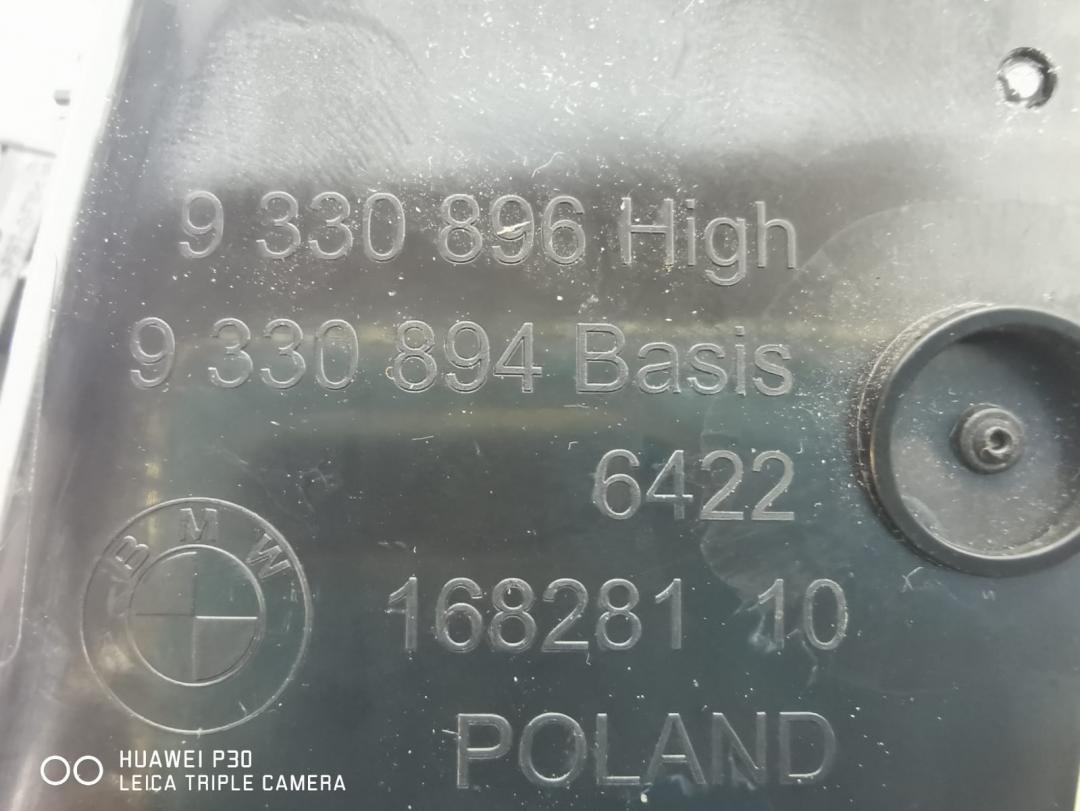 9 330 896 High
9 330 894 Basis
6422
BMW
168281 10
POLAND
HUAWEI P30
LEICA TRIPLE CAMERA